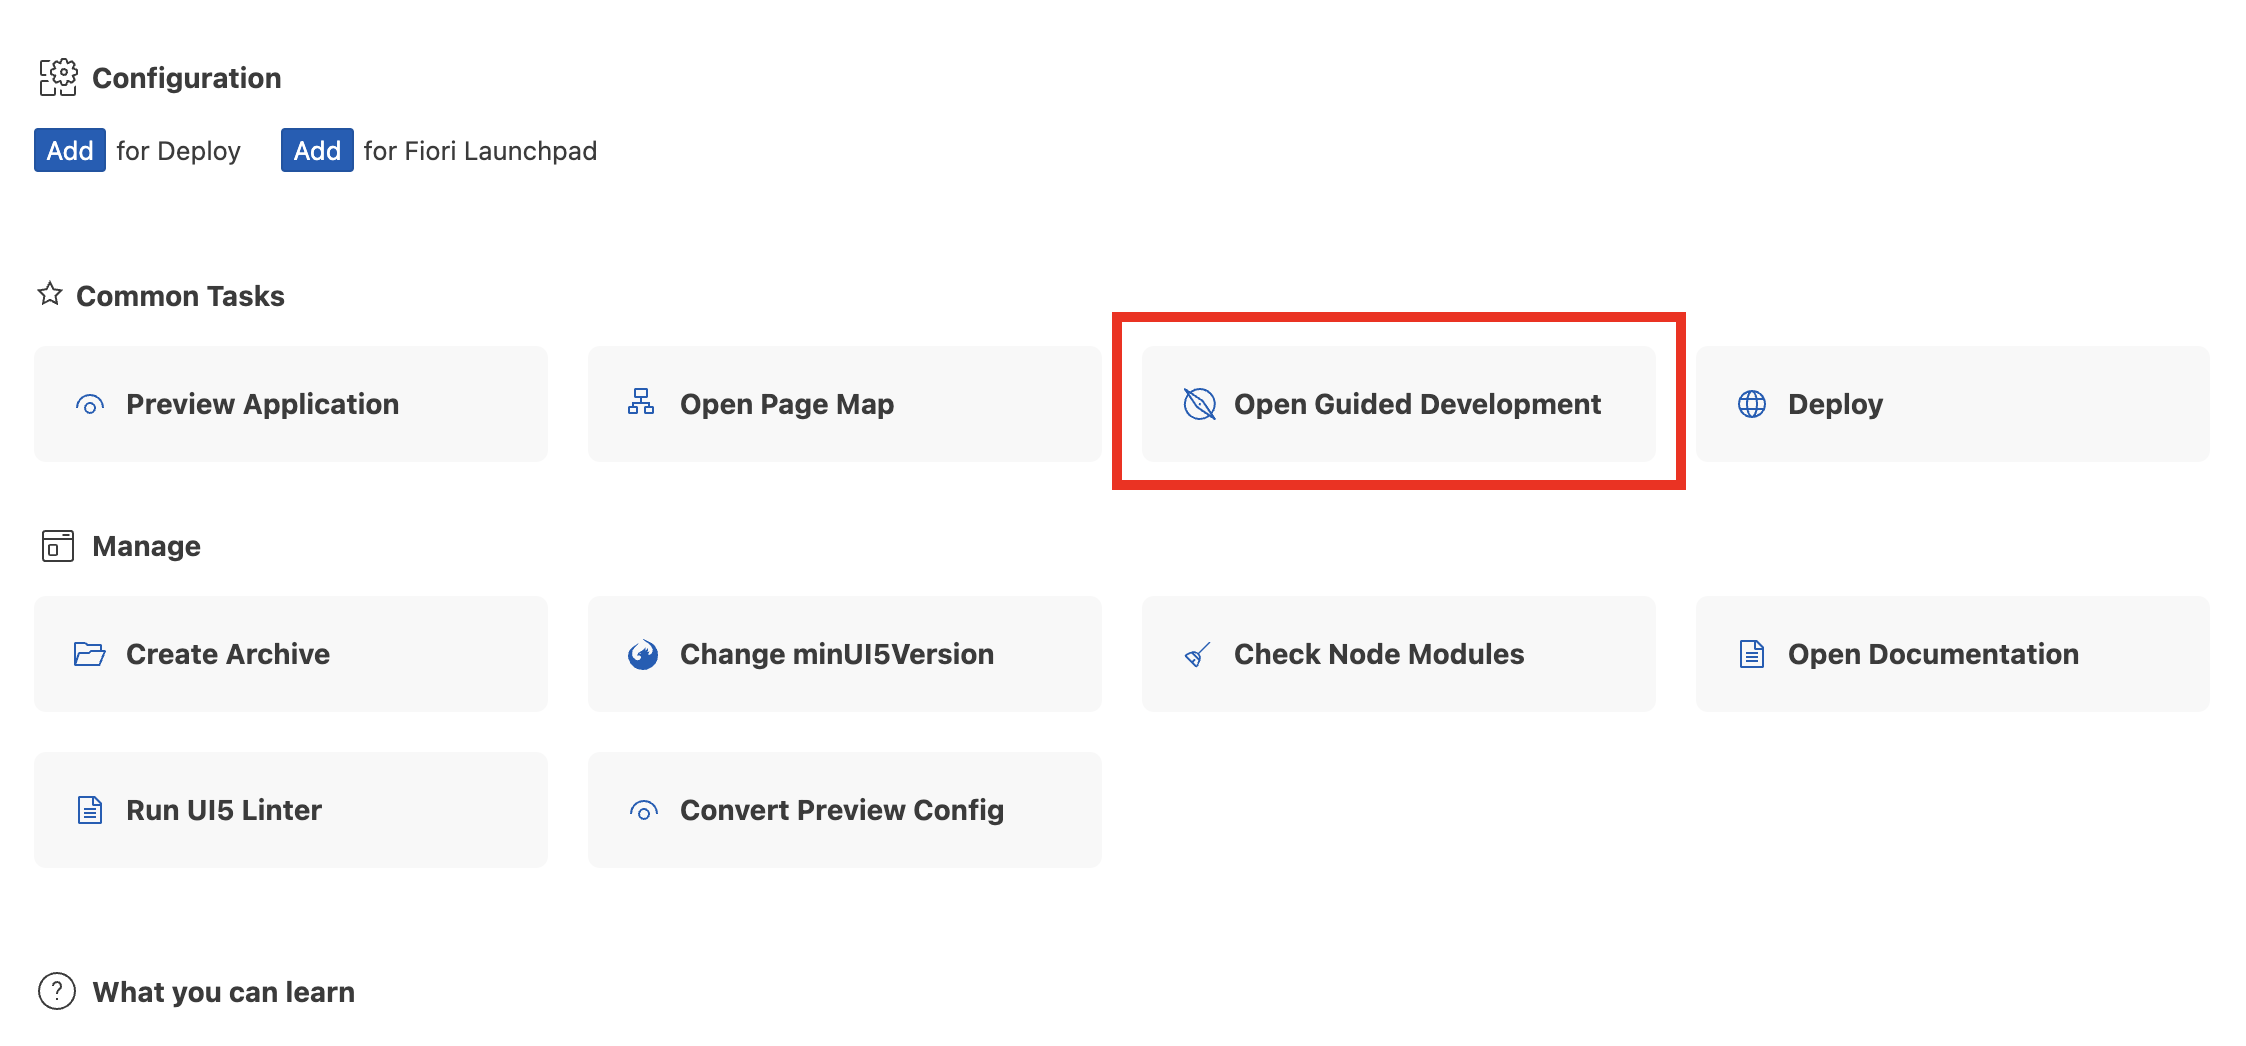 Configuration
Add for Deploy Add for Fiori Launchpad
Common Tasks
Preview Application Open Page Map Open Guided Development Deploy
Manage
Create Archive Change minUI5Version Check Node Modules Open Documentation
Run UI5 Linter Convert Preview Config
? What you can learn